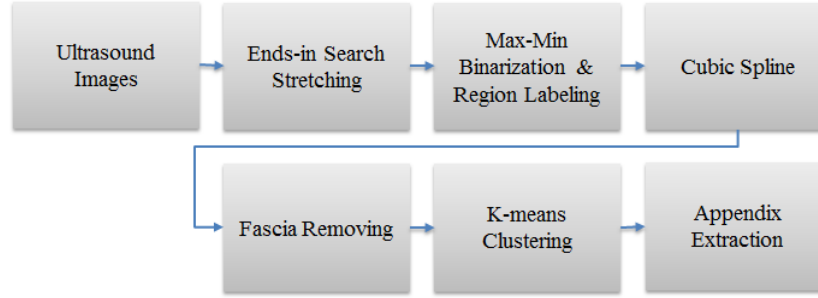 Ultrasound
Images
Ends-in Search
Stretching
Max-Min
Binarization &
Region Labeling
Cubic Spline
Fascia Removing
K-means
Clustering
Appendix
Extraction